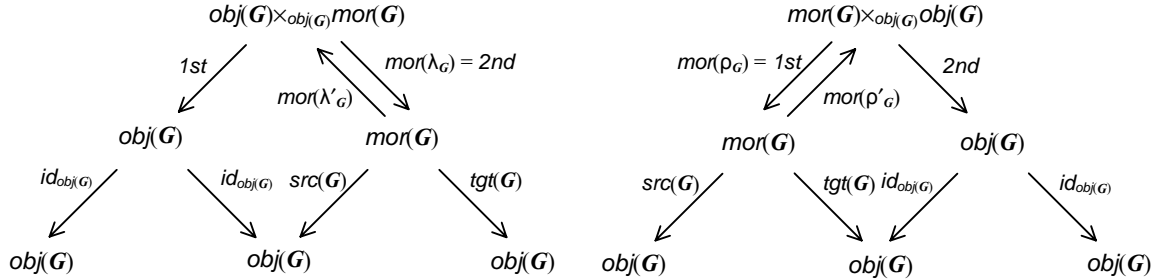 obj(G)×obj(G)mor(G) mor(G)×obj(G)obj(G)
1st mor(λG) = 2nd mor(ρG) = 1st 2nd
mor(λ′G) mor(ρ′G)
obj(G) mor(G) mor(G) obj(G)
idobj(G) idobj(G) src(G) tgt(G) src(G) tgt(G) idobj(G) idobj(G)
obj(G) obj(G) obj(G) obj(G) obj(G) obj(G)